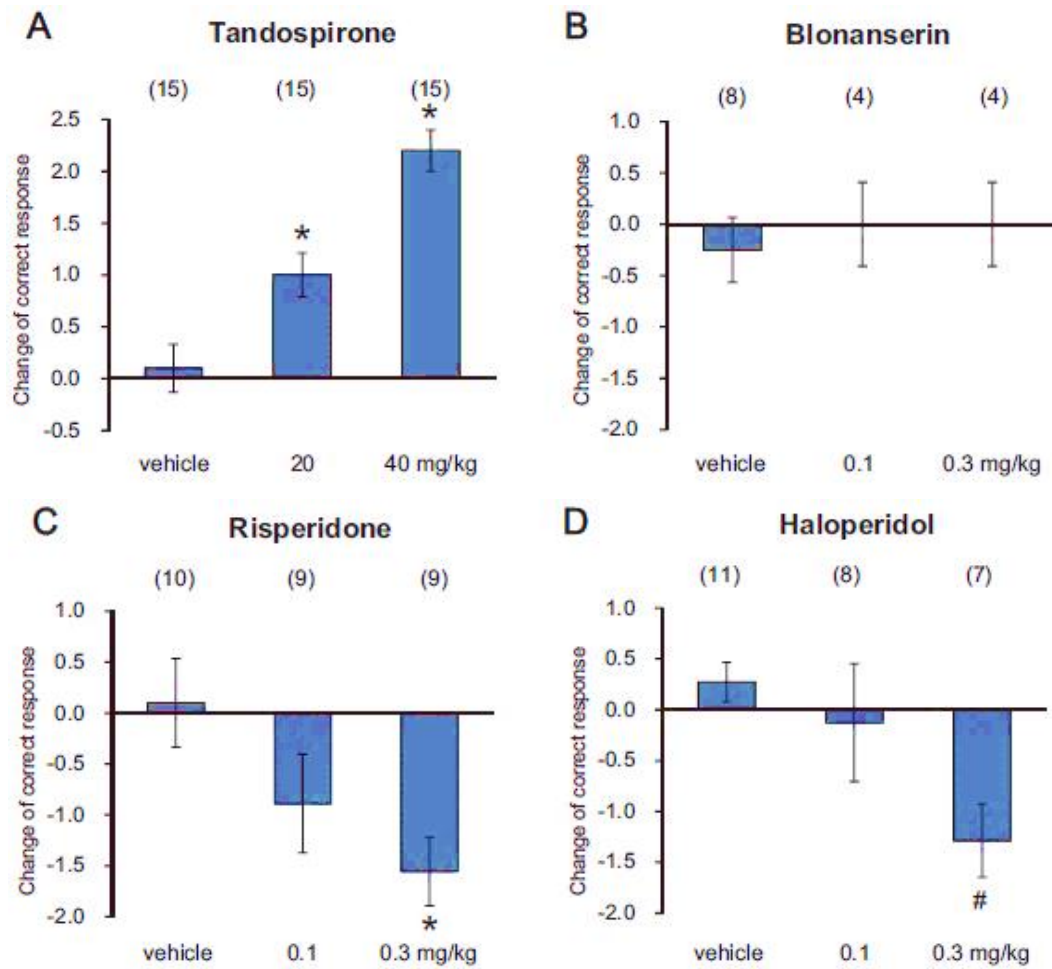 A
Tandospirone
(15) (15) (15)
Change of correct response
2.5
2.0
1.5
1.0
0.5
0.0
-0.5
*
*
vehicle 20 40 mg/kg
B
Blonanserin
(8) (4) (4)
Change of correct response
1.0
0.5
0.0
-0.5
-1.0
-1.5
-2.0
vehicle 0.1 0.3 mg/kg
C
Risperidone
(10) (9) (9)
Change of correct response
1.0
0.5
0.0
-0.5
-1.0
-1.5
-2.0
*
vehicle 0.1 0.3 mg/kg
D
Haloperidol
(11) (8) (7)
Change of correct response
1.0
0.5
0.0
-0.5
-1.0
-1.5
-2.0
#
vehicle 0.1 0.3 mg/kg